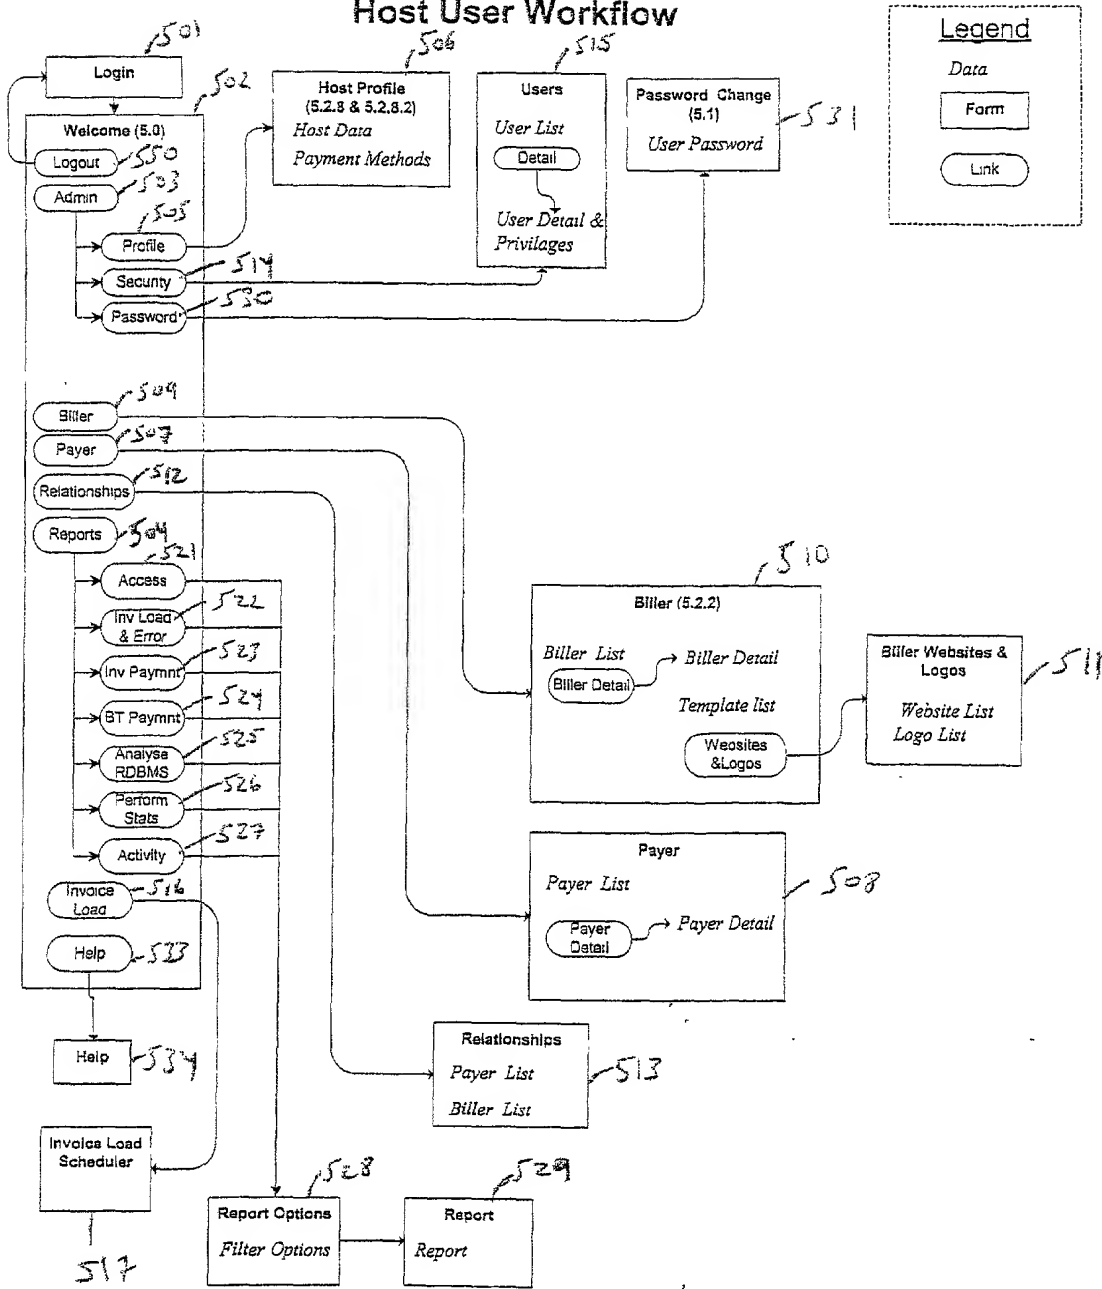 Host User Workflow
501
Login
502
Welcome (5.0)
Logout
550
Admin
503
505
Profile
Security
514
Password
530
506
Host Profile
(5.2.8 & 5.2.8.2)
Host Data
Payment Methods
515
Users
User List
Detail
User Detail &
Privilages
Password Change
(5.1)
User Password
531
Legend
Data
Form
Link
509
Biller
507
Payer
512
Relationships
Reports
504
521
Access
522
Inv Load
& Error
523
Inv Paymnt
524
BT Paymnt
525
Analyse
RDBMS
526
Perform
Stats
527
Activity
Invoice
Load
516
Help
533
Help
534
Invoice Load
Scheduler
517
510
Biller (5.2.2)
Biller List
Biller Detail
Biller Detail
Template list
Websites
&Logos
Biller Websites &
Logos
Website List
Logo List
511
Payer
Payer List
Payer
Detail
Payer Detail
508
Relationships
Payer List
Biller List
513
528
Report Options
Filter Options
529
Report
Report